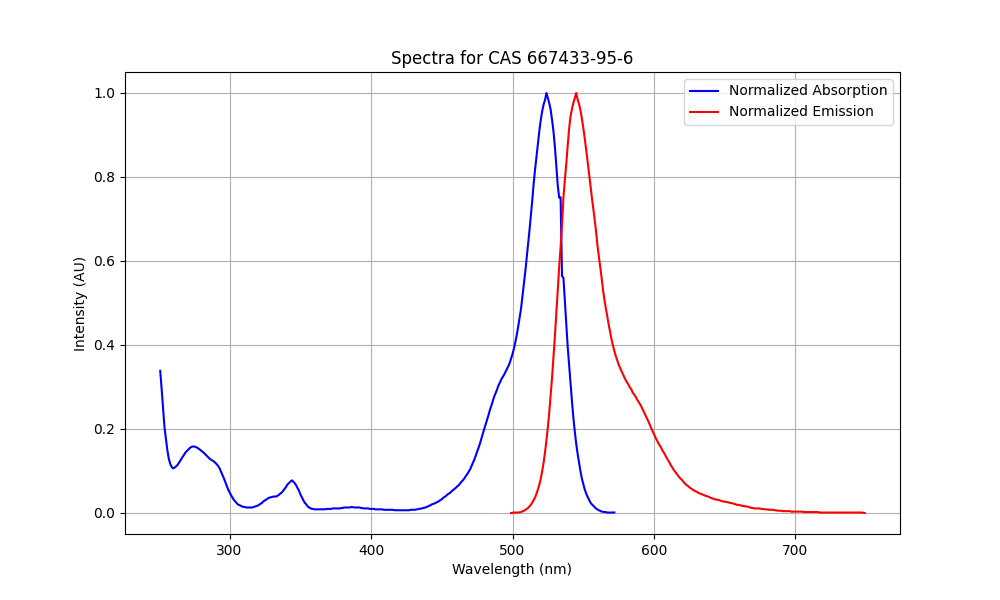 Spectra for CAS 667433-95-6
Normalized Absorption
Normalized Emission
Intensity (AU)
1.0
0.8
0.6
0.4
0.2
0.0
300 400 500 600 700
Wavelength (nm)